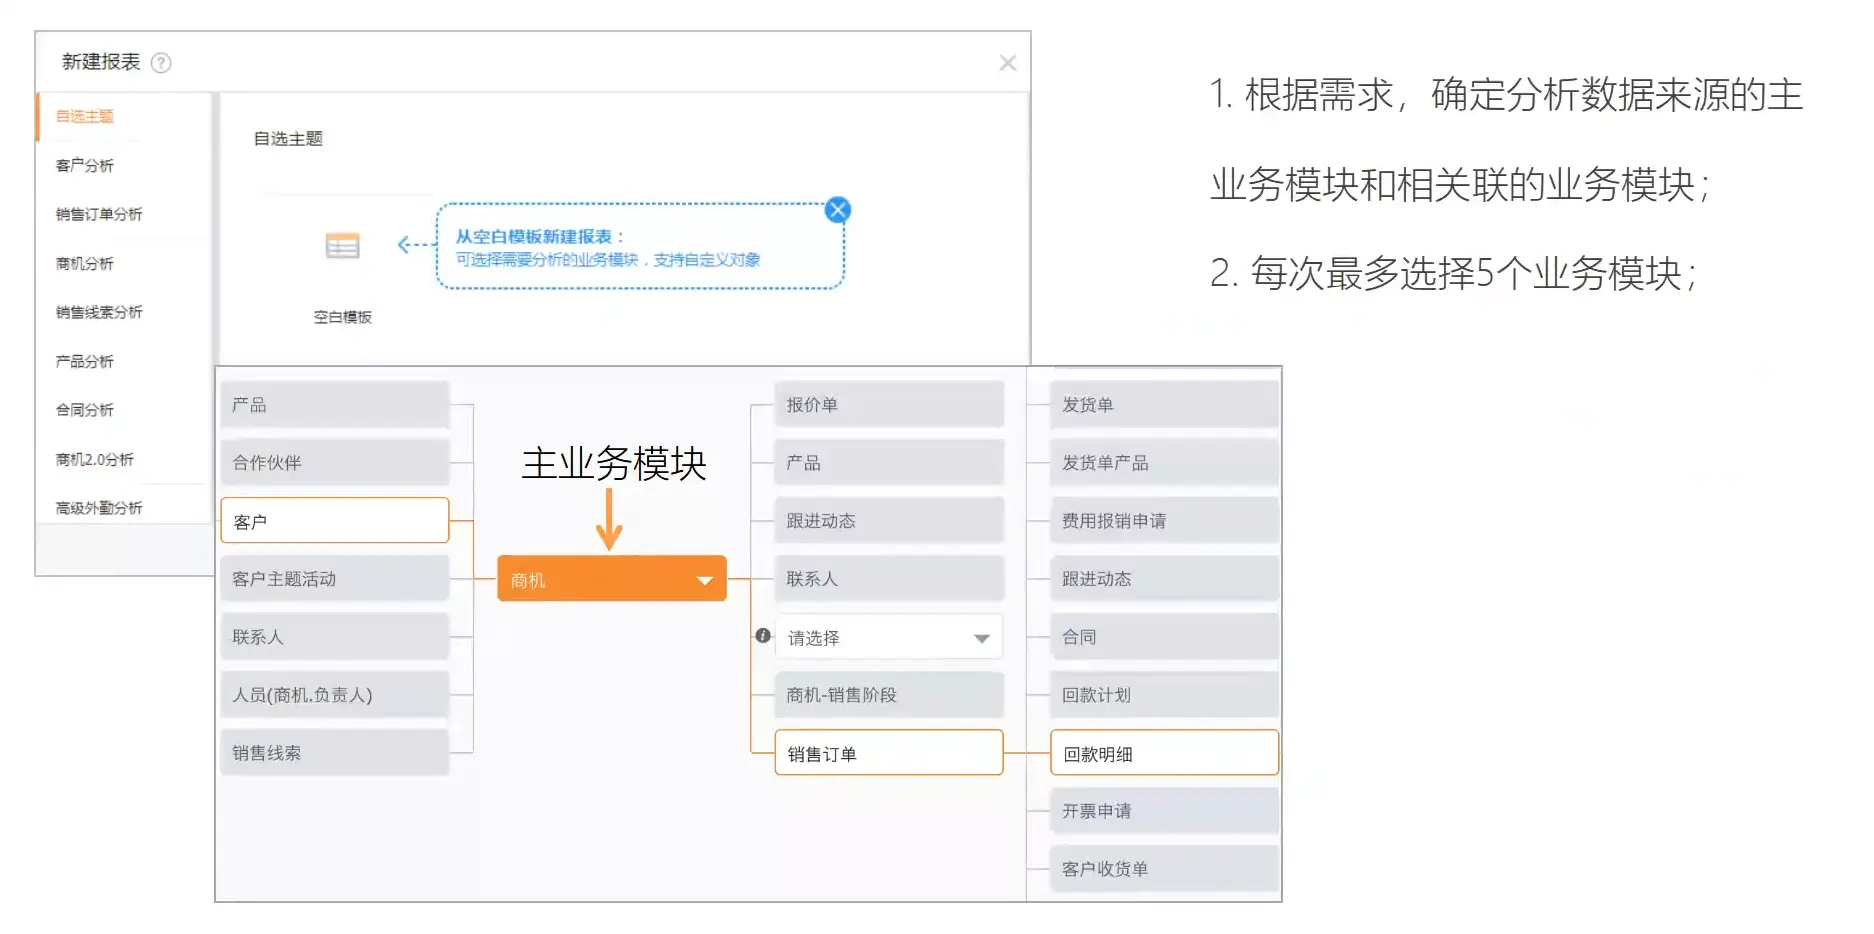 新建报表 ?
自选主题
客户分析
销售订单分析
商机分析
销售线索分析
产品分析
合同分析
商机2.0分析
高级外勤分析
自选主题
从空白模板新建报表：
可选择需要分析的业务模块，支持自定义对象
空白模板
1. 根据需求，确定分析数据来源的主
业务模块和相关联的业务模块；
2. 每次最多选择5个业务模块；
产品
合作伙伴
客户
客户主题活动
联系人
人员(商机.负责人)
销售线索
主业务模块
商机
报价单
产品
跟进动态
联系人
i 请选择
商机-销售阶段
销售订单
发货单
发货单产品
费用报销申请
跟进动态
合同
回款计划
回款明细
开票申请
客户收货单